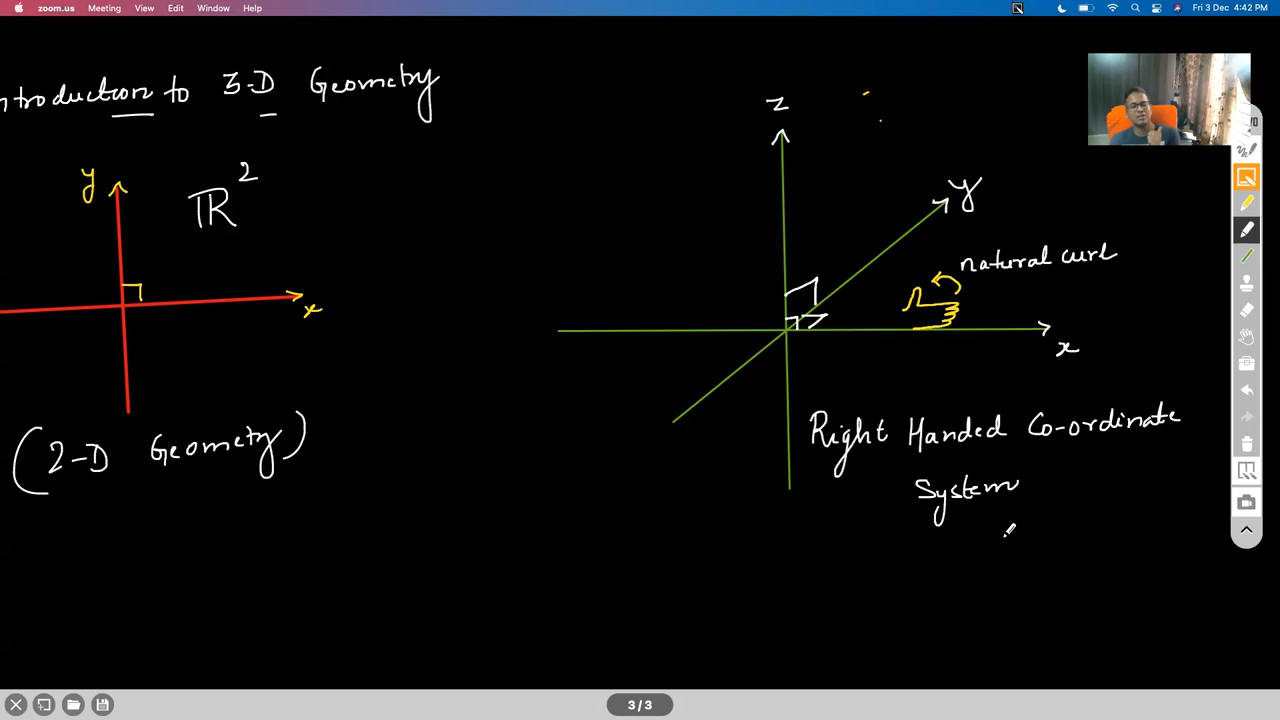 zoom.us Meeting View Edit Window Help Fri 3 Dec 4:42 PM
ntroduction to 3-D Geometry
y
ℝ²
x
(2-D Geometry)
z
y
natural curl
x
Right Handed Co-ordinate
System
3/3